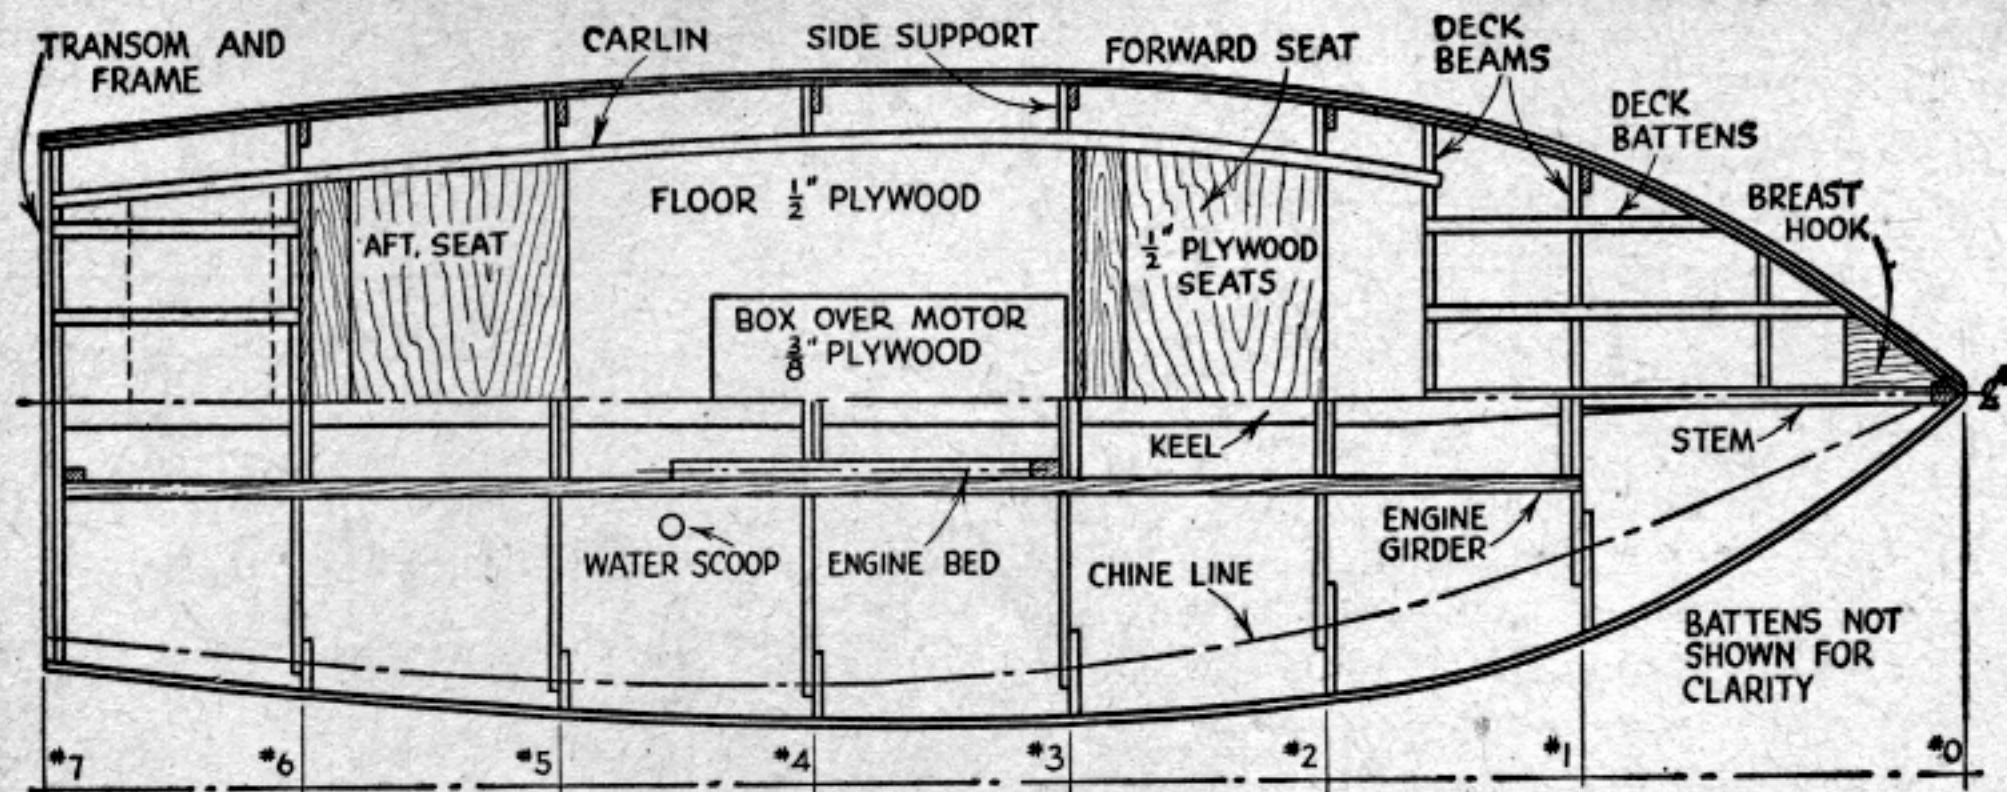 TRANSOM AND
FRAME
CARLIN
SIDE SUPPORT
FORWARD SEAT
DECK
BEAMS
DECK
BATTENS
BREAST
HOOK
FLOOR 1/2" PLYWOOD
AFT. SEAT
1/2" PLYWOOD
SEATS
BOX OVER MOTOR
3/8" PLYWOOD
KEEL
STEM
WATER SCOOP
ENGINE BED
CHINE LINE
ENGINE
GIRDER
BATTENS NOT
SHOWN FOR
CLARITY
#7 #6 #5 #4 #3 #2 #1 #0